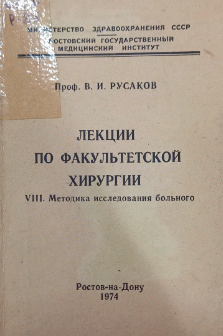 МИНИСТЕРСТВО ЗДРАВООХРАНЕНИЯ СССР
РОСТОВСКИЙ ГОСУДАРСТВЕННЫЙ
МЕДИЦИНСКИЙ ИНСТИТУТ
Проф. В. И. РУСАКОВ
ЛЕКЦИИ
ПО ФАКУЛЬТЕТСКОЙ
ХИРУРГИИ
VIII. Методика исследования больного
Ростов-на-Дону
1974